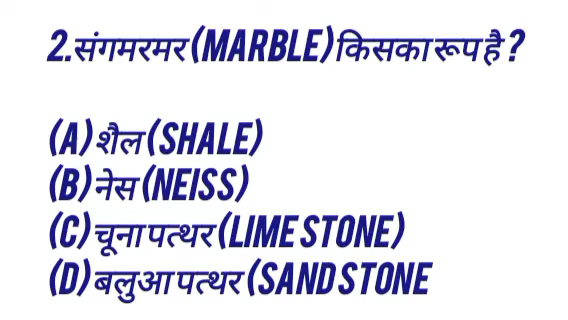 2.संगमरमर (MARBLE) किसका रूप है ?
(A) शैल (SHALE)
(B) नेस (NEISS)
(C) चूना पत्थर (LIME STONE)
(D) बलुआ पत्थर (SAND STONE